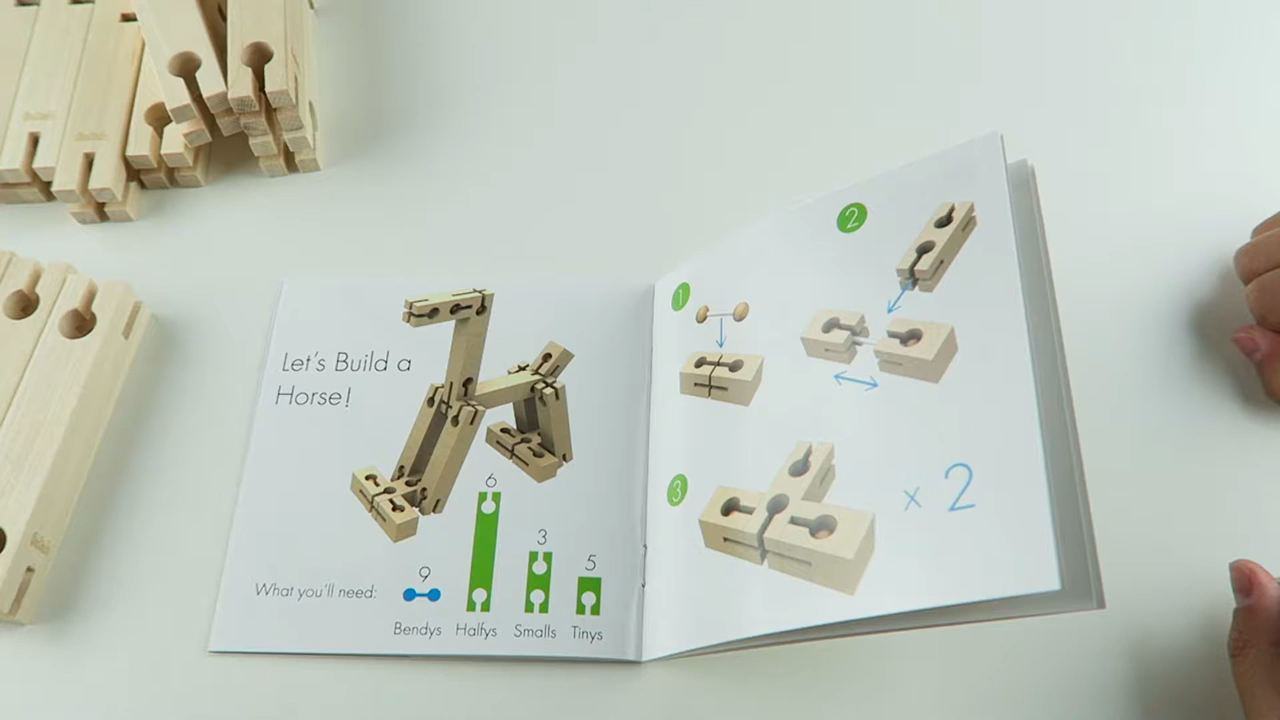 Let's Build a
Horse!
What you'll need:
9
6
3
5
Bendys
Halfys
Smalls
Tinys
1
2
3
x 2